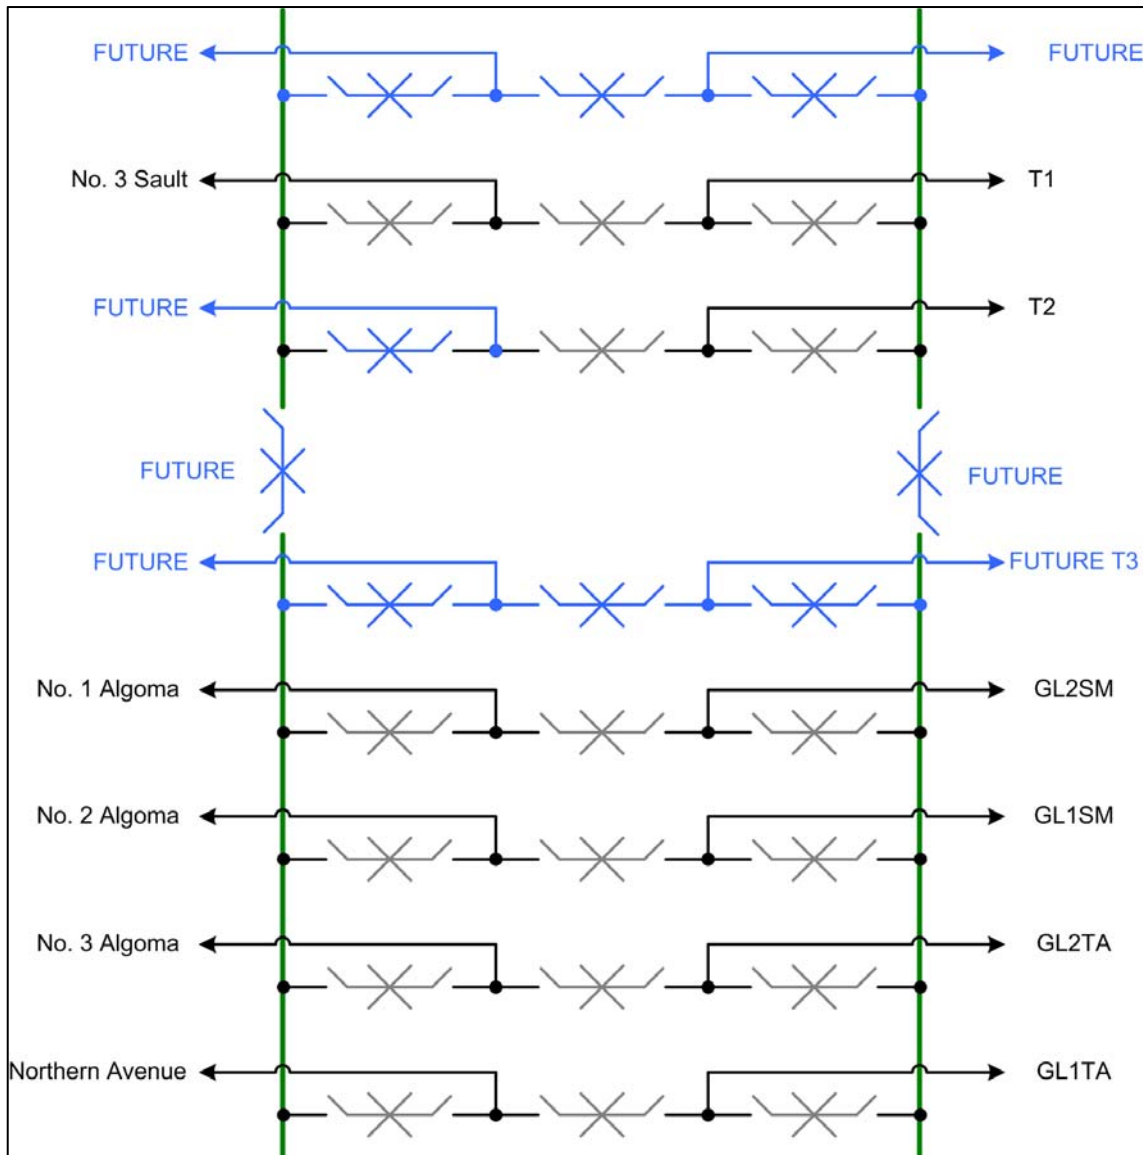 FUTURE
FUTURE
No. 3 Sault
T1
FUTURE
T2
FUTURE
FUTURE
FUTURE
FUTURE T3
No. 1 Algoma
GL2SM
No. 2 Algoma
GL1SM
No. 3 Algoma
GL2TA
Northern Avenue
GL1TA